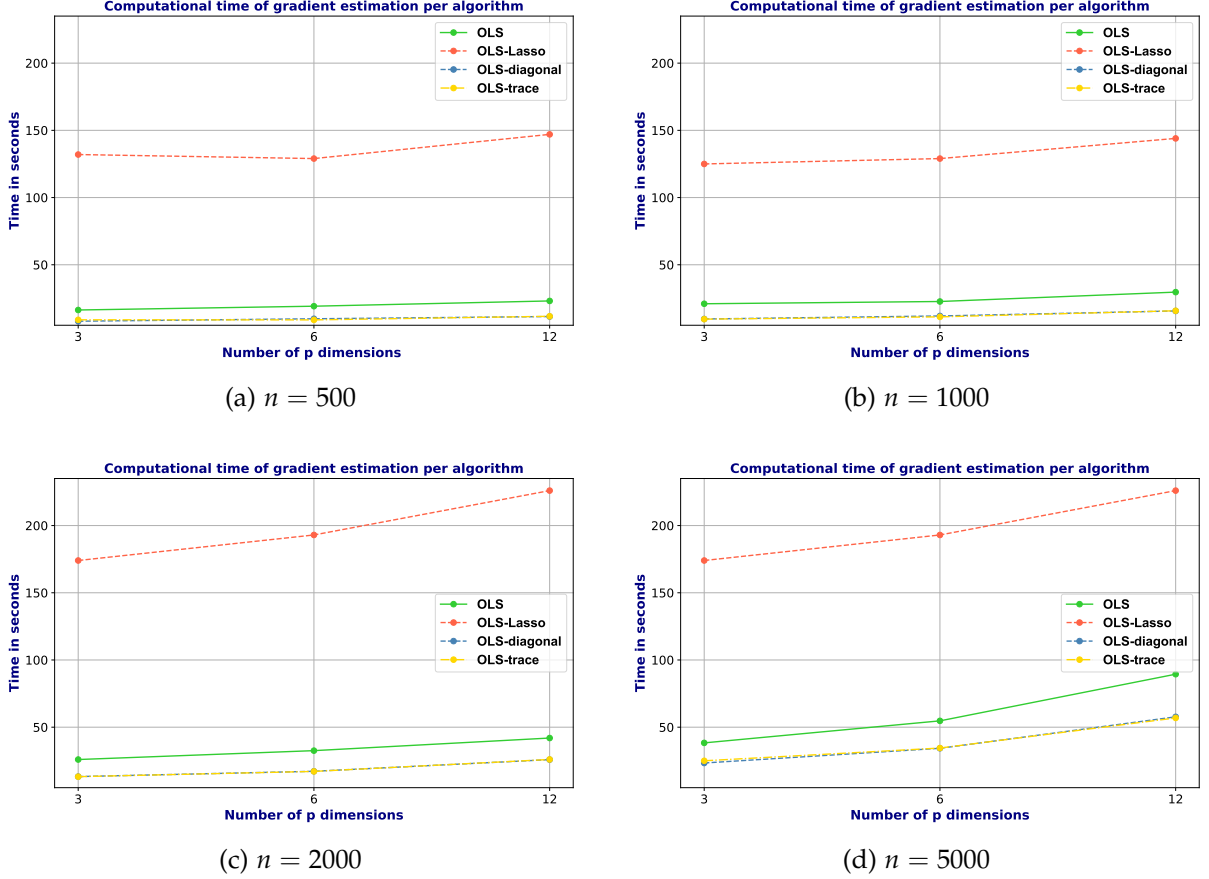 Computational time of gradient estimation per algorithm
OLS
OLS-Lasso
OLS-diagonal
OLS-trace
200
150
100
50
Time in seconds
3 6 12
Number of p dimensions
(a) n = 500
Computational time of gradient estimation per algorithm
OLS
OLS-Lasso
OLS-diagonal
OLS-trace
200
150
100
50
Time in seconds
3 6 12
Number of p dimensions
(b) n = 1000
Computational time of gradient estimation per algorithm
200
150
100
50
Time in seconds
OLS
OLS-Lasso
OLS-diagonal
OLS-trace
3 6 12
Number of p dimensions
(c) n = 2000
Computational time of gradient estimation per algorithm
200
150
100
50
Time in seconds
OLS
OLS-Lasso
OLS-diagonal
OLS-trace
3 6 12
Number of p dimensions
(d) n = 5000